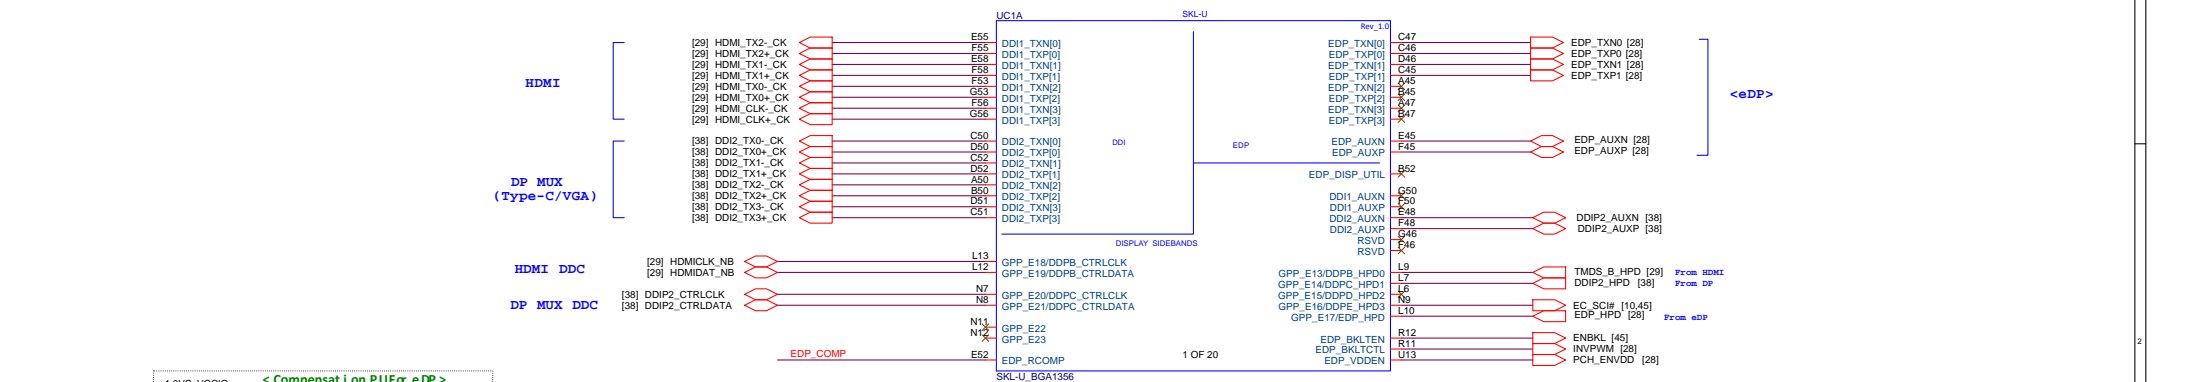 UC1A
SKL-U
Rev_1.0
[29] HDMI_TX2-_CK E55 DDI1_TXN[0] EDP_TXN[0] C47 EDP_TXN0 [28]
[29] HDMI_TX2+_CK F55 DDI1_TXP[0] EDP_TXP[0] C46 EDP_TXP0 [28]
[29] HDMI_TX1-_CK E58 DDI1_TXN[1] EDP_TXN[1] D46 EDP_TXN1 [28]
[29] HDMI_TX1+_CK F58 DDI1_TXP[1] EDP_TXP[1] C45 EDP_TXP1 [28]
HDMI
[29] HDMI_TX0-_CK F53 DDI1_TXN[2] EDP_TXN[2] A45
[29] HDMI_TX0+_CK G53 DDI1_TXP[2] EDP_TXP[2] B45
<eDP>
[29] HDMI_CLK-_CK F56 DDI1_TXN[3] EDP_TXN[3] A47
[29] HDMI_CLK+_CK G56 DDI1_TXP[3] EDP_TXP[3] B47
[38] DDI2_TX0-_CK C50 DDI2_TXN[0] DDI EDP EDP_AUXN E45 EDP_AUXN [28]
[38] DDI2_TX0+_CK D50 DDI2_TXP[0] EDP_AUXP F45 EDP_AUXP [28]
[38] DDI2_TX1-_CK C52 DDI2_TXN[1]
[38] DDI2_TX1+_CK D52 DDI2_TXP[1] EDP_DISP_UTIL B52
DP MUX
[38] DDI2_TX2-_CK A50 DDI2_TXN[2]
(Type-C/VGA)
[38] DDI2_TX2+_CK B50 DDI2_TXP[2] DDI1_AUXN G50
[38] DDI2_TX3-_CK D51 DDI2_TXN[3] DDI1_AUXP F50
[38] DDI2_TX3+_CK C51 DDI2_TXP[3] DDI2_AUXN E48 DDIP2_AUXN [38]
DDI2_AUXP F48 DDIP2_AUXP [38]
DISPLAY SIDEBANDS RSVD G46
RSVD F46
HDMI DDC
[29] HDMICLK_NB L13 GPP_E18/DDPB_CTRLCLK
[29] HDMIDAT_NB L12 GPP_E19/DDPB_CTRLDATA GPP_E13/DDPB_HPD0 L9 TMDS_B_HPD [29] From HDMI
GPP_E14/DDPC_HPD1 L7 DDIP2_HPD [38] From DP
[38] DDIP2_CTRLCLK N7 GPP_E20/DDPC_CTRLCLK GPP_E15/DDPD_HPD2 L6
DP MUX DDC
[38] DDIP2_CTRLDATA N8 GPP_E21/DDPC_CTRLDATA GPP_E16/DDPE_HPD3 N9 EC_SCI# [10,45]
GPP_E17/EDP_HPD L10 EDP_HPD [28] From eDP
N11 GPP_E22
N12 GPP_E23 EDP_BKLTEN R12 ENBKL [45]
EDP_BKLTCTL R11 INVPWM [28]
EDP_COMP E52 EDP_RCOMP 1 OF 20 EDP_VDDEN U13 PCH_ENVDD [28]
2
SKL-U_BGA1356
<Compensation PU For eDP>